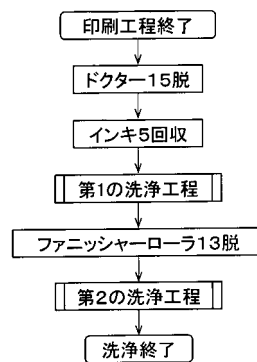 印刷工程終了
ドクター15脱
インキ5回収
第1の洗浄工程
ファニッシャーローラ13脱
第2の洗浄工程
洗浄終了